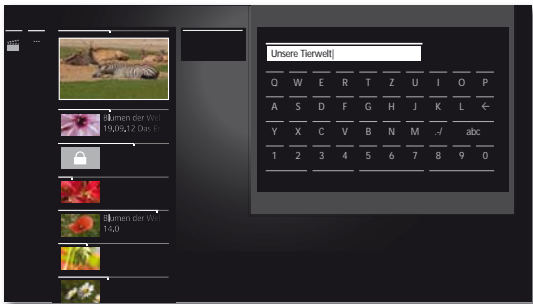 ...
Unsere Tierwelt
Q W E R T Z U I O P
A S D F G H J K L ←
Y X C V B N M .-/ abc
1 2 3 4 5 6 7 8 9 0
Blumen der Wel
19.09.12 Das Er
Blumen der Wel
14.0